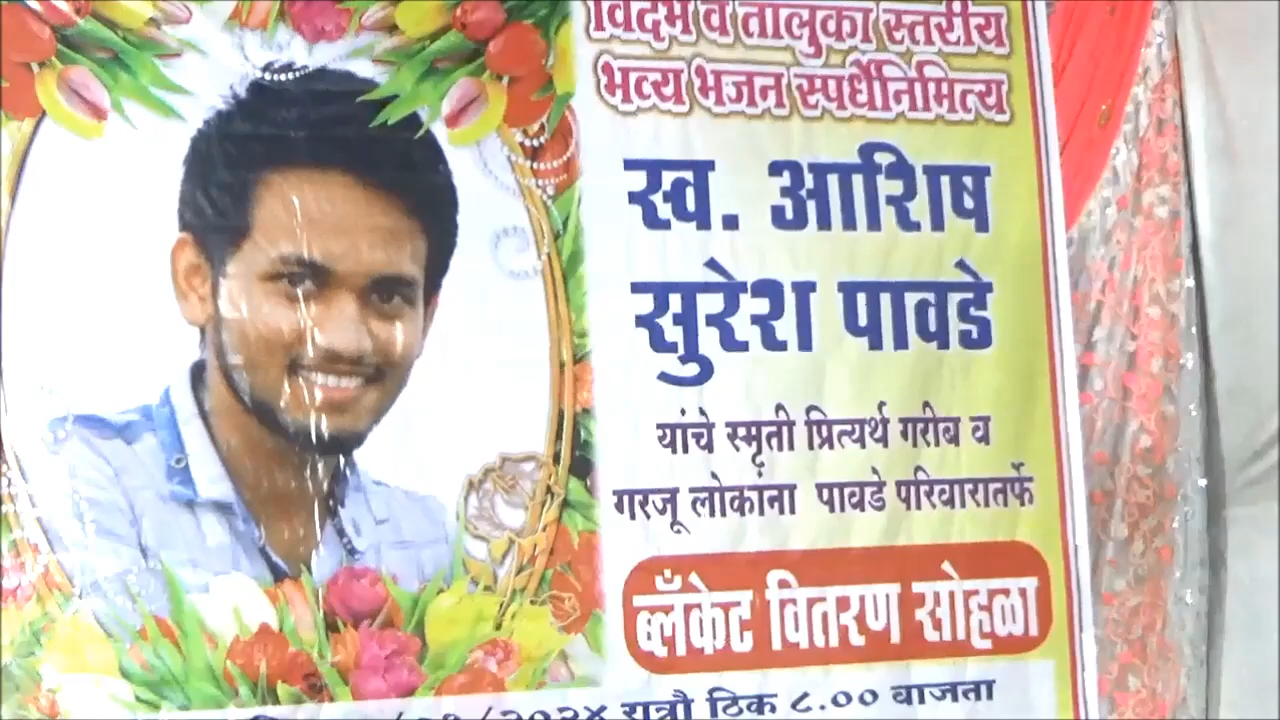 विदर्भ व तालुका स्तरीय
भव्य भजन स्पर्धेनिमित्य
स्व. आशिष
सुरेश पावडे
यांचे स्मृती प्रित्यर्थ गरीब व
गरजू लोकांना पावडे परिवारातर्फे
ब्लँकेट वितरण सोहळा
रात्रौ ठिक ८.०० वाजता